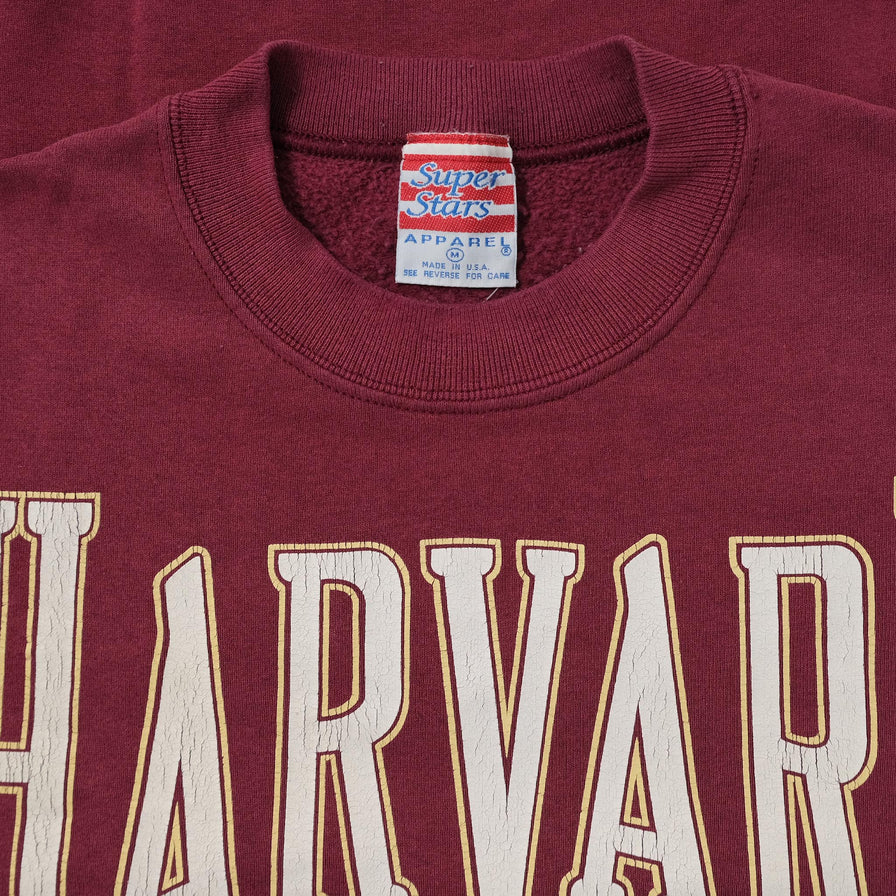 Super
Stars
APPAREL ®
M
MADE IN U.S.A.
SEE REVERSE FOR CARE
HARVAR